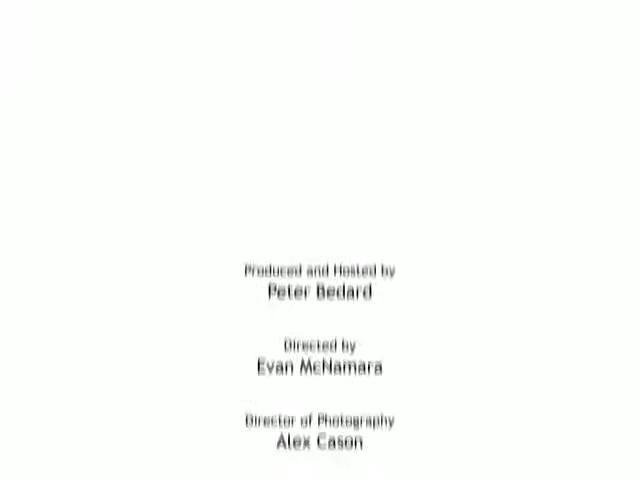 Produced and Hosted by
Peter Bedard
Directed by
Evan McNamara
Director of Photography
Alex Cason